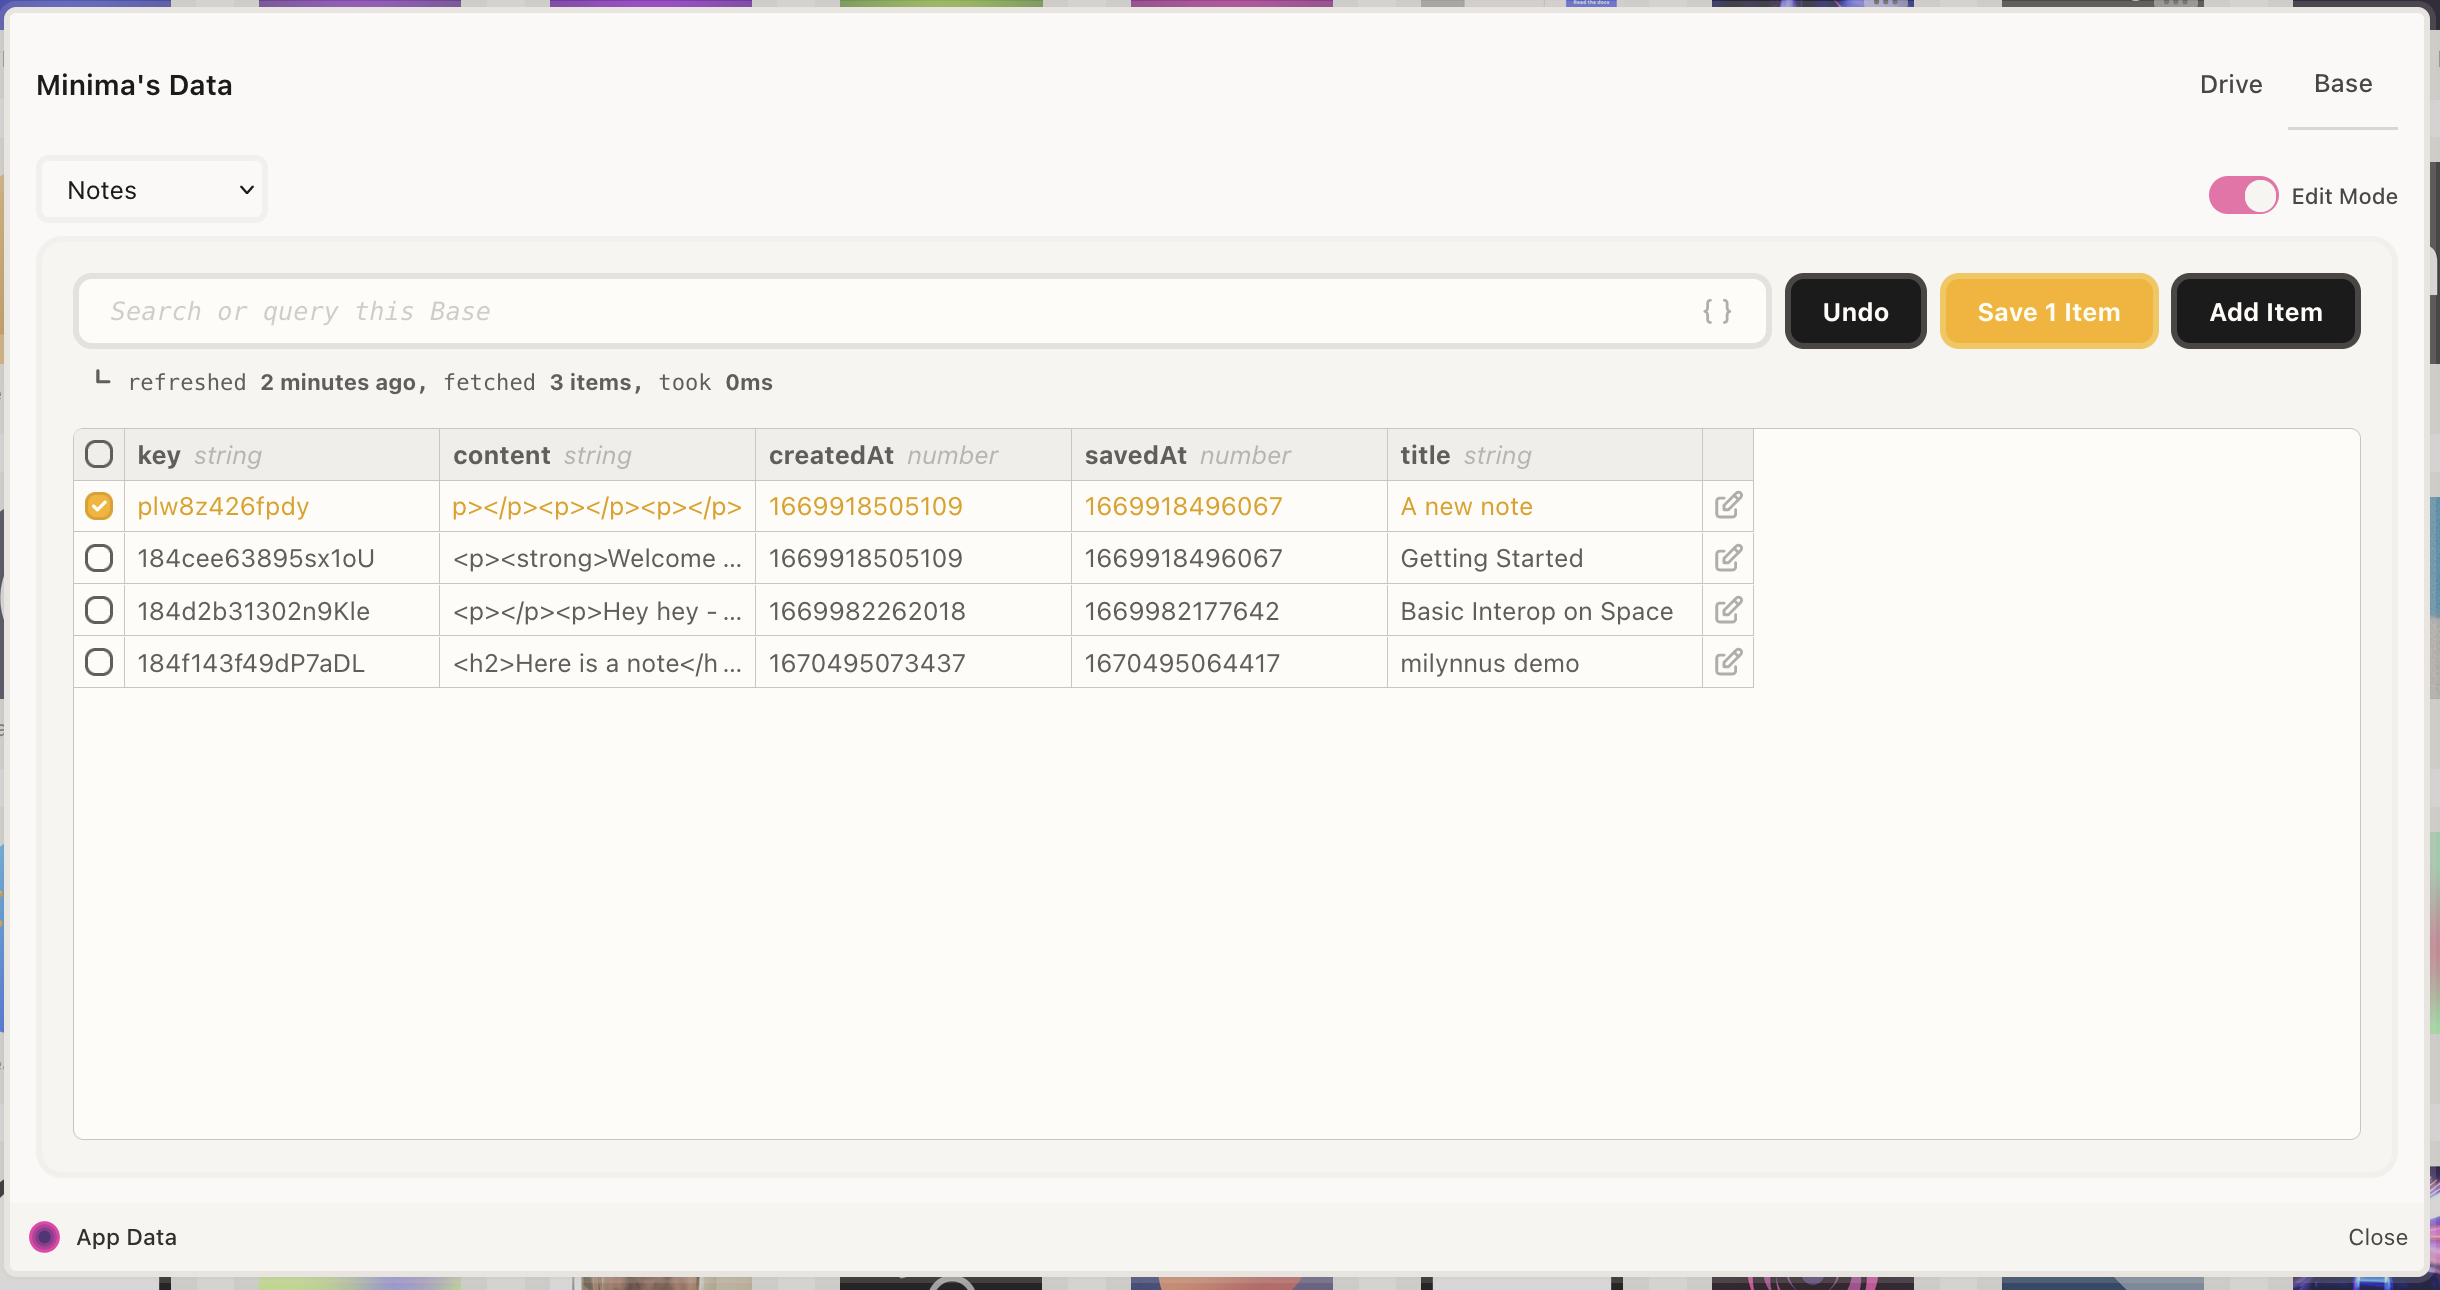 Read the docs
Minima's Data
Drive
Base
Notes
Edit Mode
Search or query this Base
{ }
Undo
Save 1 Item
Add Item
refreshed 2 minutes ago, fetched 3 items, took 0ms
key string content string createdAt number savedAt number title string
plw8z426fpdy p></p><p></p><p></p> 1669918505109 1669918496067 A new note
184cee63895sx1oU <p><strong>Welcome ... 1669918505109 1669918496067 Getting Started
184d2b31302n9Kle <p></p><p>Hey hey - ... 1669982262018 1669982177642 Basic Interop on Space
184f143f49dP7aDL <h2>Here is a note</h ... 1670495073437 1670495064417 milynnus demo
App Data
Close